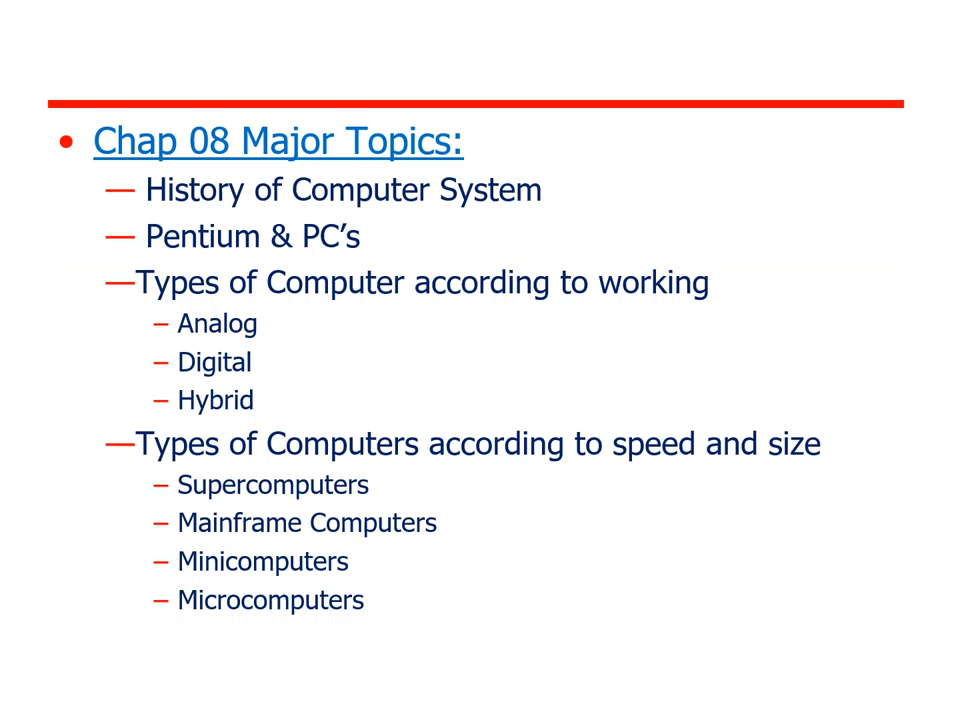 • Chap 08 Major Topics:
— History of Computer System
— Pentium & PC’s
—Types of Computer according to working
– Analog
– Digital
– Hybrid
—Types of Computers according to speed and size
– Supercomputers
– Mainframe Computers
– Minicomputers
– Microcomputers